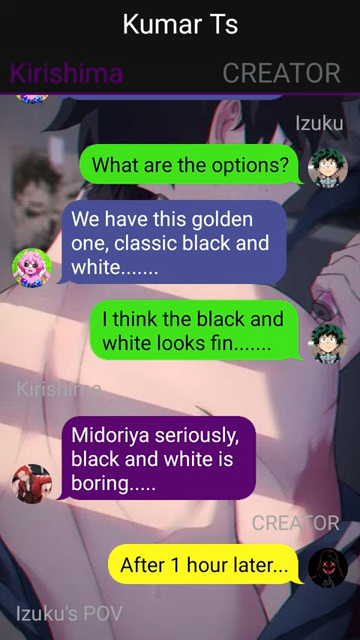 Kumar Ts
Kirishima
CREATOR
Izuku
What are the options?
We have this golden
one, classic black and
white.......
I think the black and
white looks fin.......
Kirishima
Midoriya seriously,
black and white is
boring.....
CREATOR
After 1 hour later...
Izuku's POV